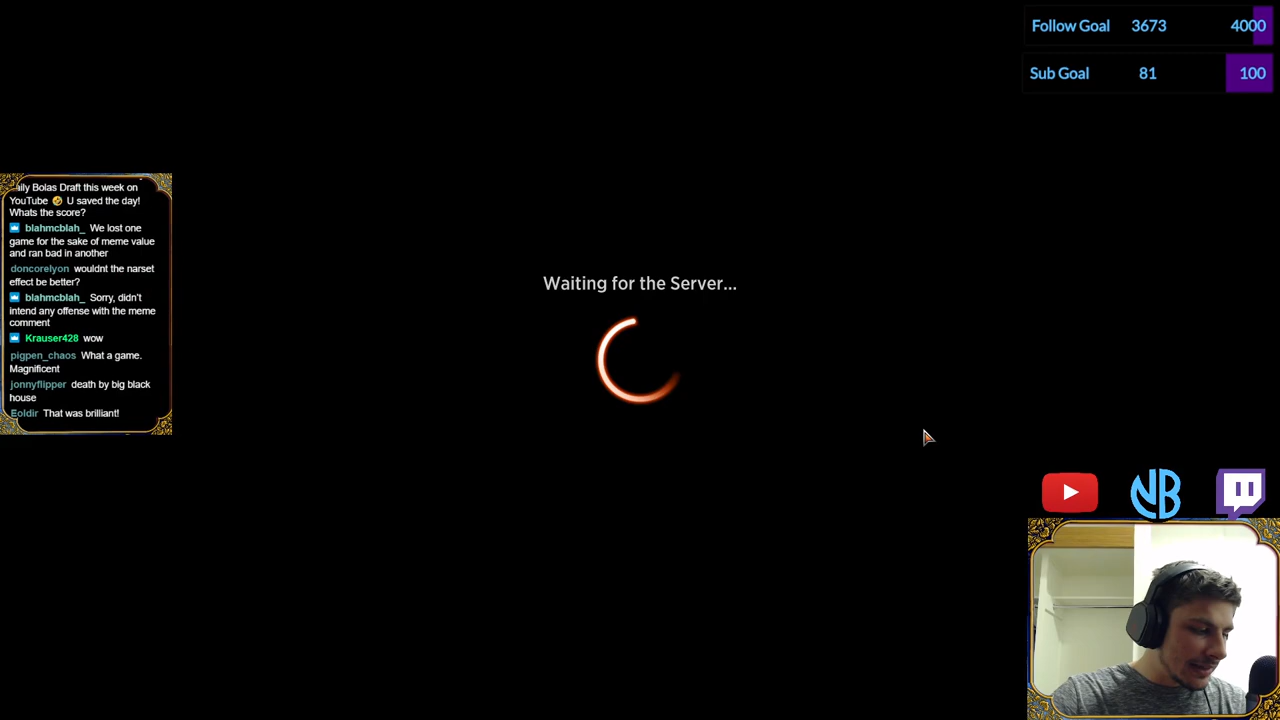 Follow Goal 3673 4000
Sub Goal 81 100
Bolas Draft this week on
YouTube 🤣 U saved the day!
Whats the score?
blahmcblah_ We lost one
game for the sake of meme value
and ran bad in another
doncorelyon wouldnt the narset
effect be better?
blahmcblah_ Sorry, didn't
intend any offense with the meme
comment
Krauser428 wow
pigpen_chaos What a game.
Magnificent
jonnyflipper death by big black
house
Eoldir That was brilliant!
Waiting for the Server...
NB